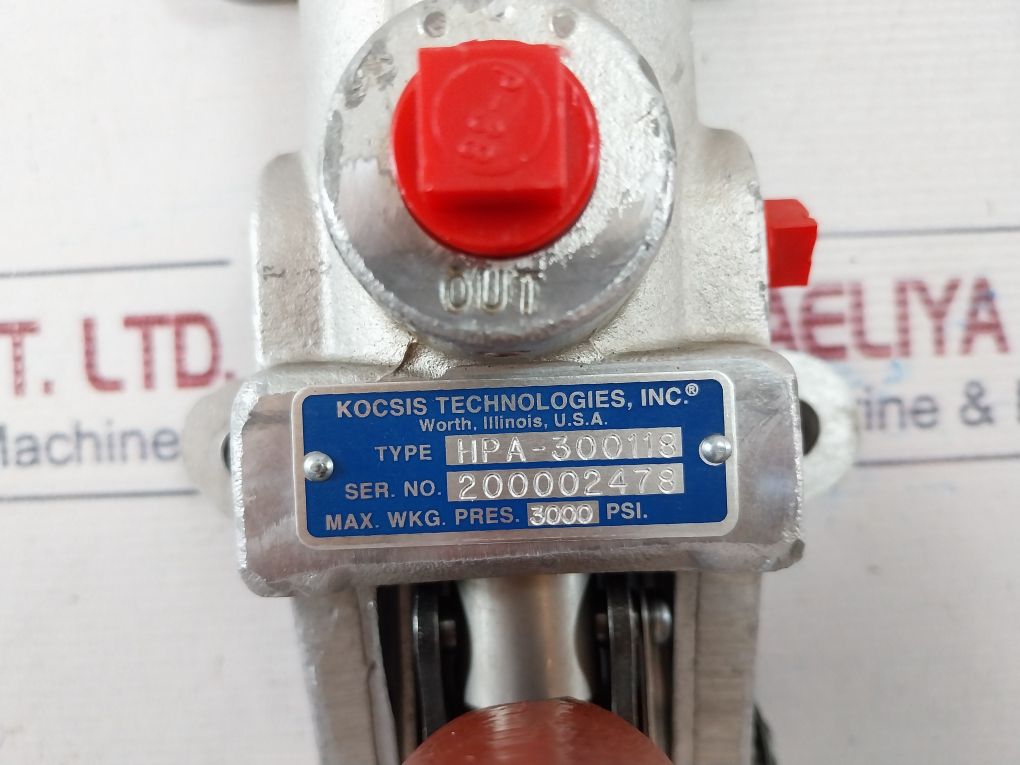 OUT
T. LTD.
AELIYA
Machine
ine &
KOCSIS TECHNOLOGIES, INC.®
Worth, Illinois, U.S.A.
TYPE HPA-300118
SER. NO. 200002478
MAX. WKG. PRES. 3000 PSI.